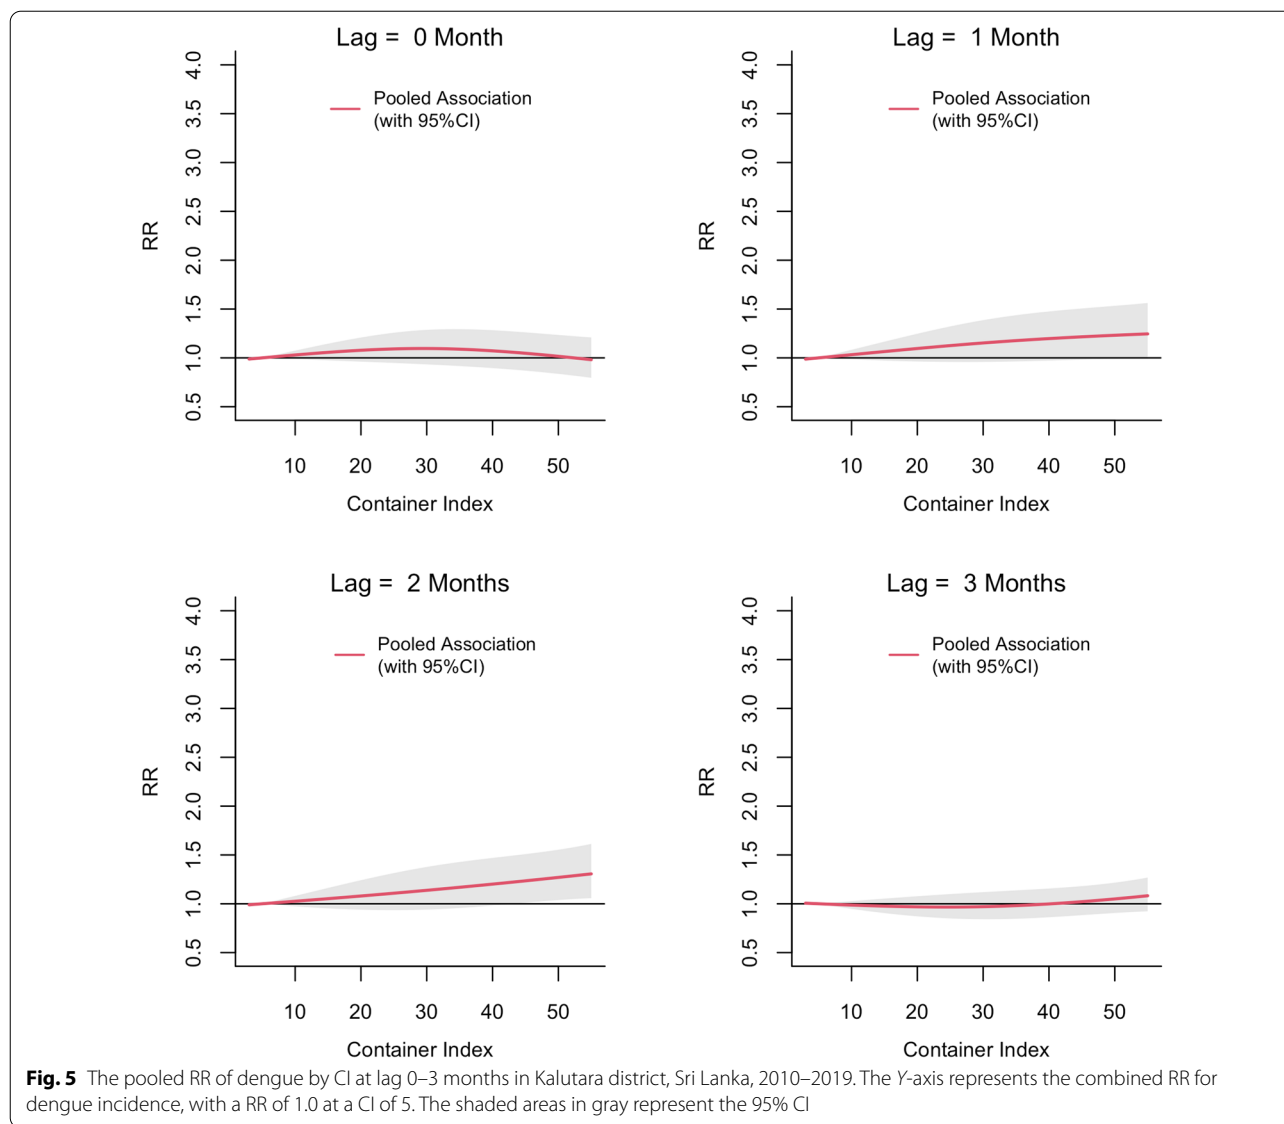 Lag = 0 Month
4.0
3.5
3.0
2.5
2.0
1.5
1.0
0.5
RR
Pooled Association
(with 95%CI)
10 20 30 40 50
Container Index
Lag = 1 Month
4.0
3.5
3.0
2.5
2.0
1.5
1.0
0.5
RR
Pooled Association
(with 95%CI)
10 20 30 40 50
Container Index
Lag = 2 Months
4.0
3.5
3.0
2.5
2.0
1.5
1.0
0.5
RR
Pooled Association
(with 95%CI)
10 20 30 40 50
Container Index
Lag = 3 Months
4.0
3.5
3.0
2.5
2.0
1.5
1.0
0.5
RR
Pooled Association
(with 95%CI)
10 20 30 40 50
Container Index
Fig. 5 The pooled RR of dengue by CI at lag 0–3 months in Kalutara district, Sri Lanka, 2010–2019. The Y-axis represents the combined RR for
dengue incidence, with a RR of 1.0 at a CI of 5. The shaded areas in gray represent the 95% CI